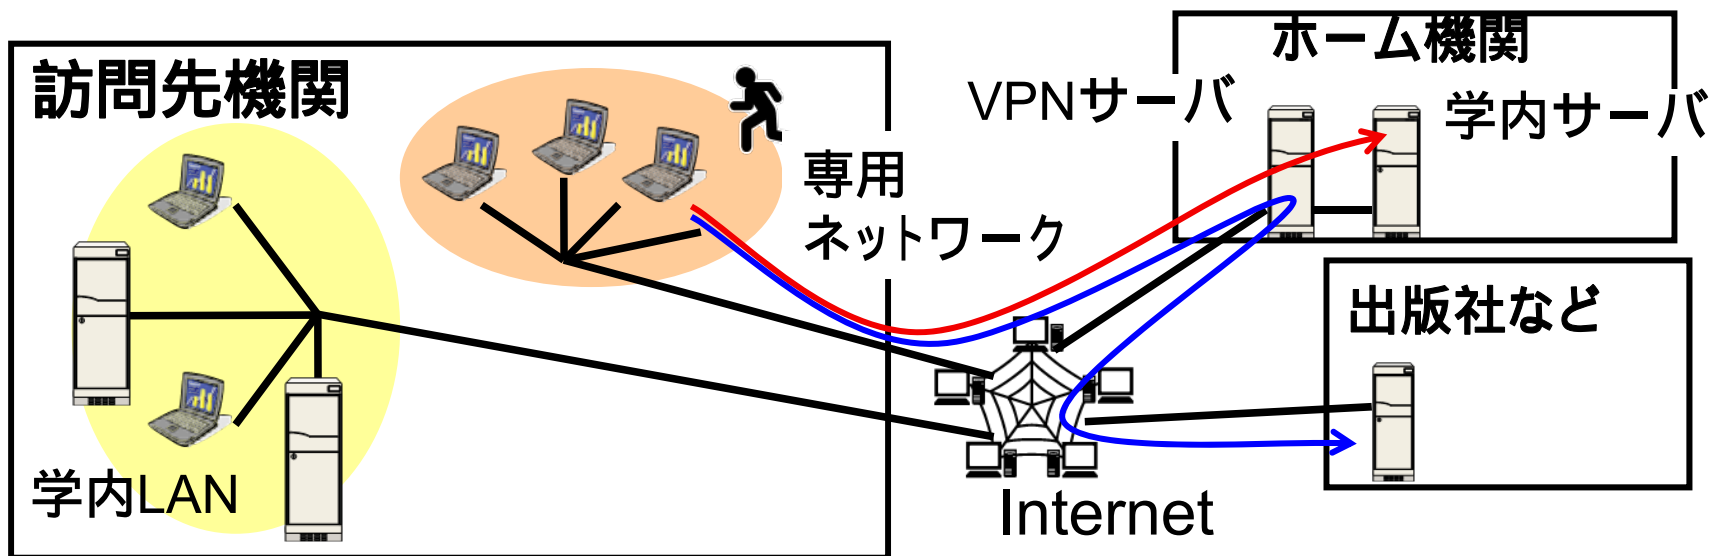 訪問先機関
専用
ネットワーク
学内LAN
Internet
ホーム機関
VPNサーバ
学内サーバ
出版社など